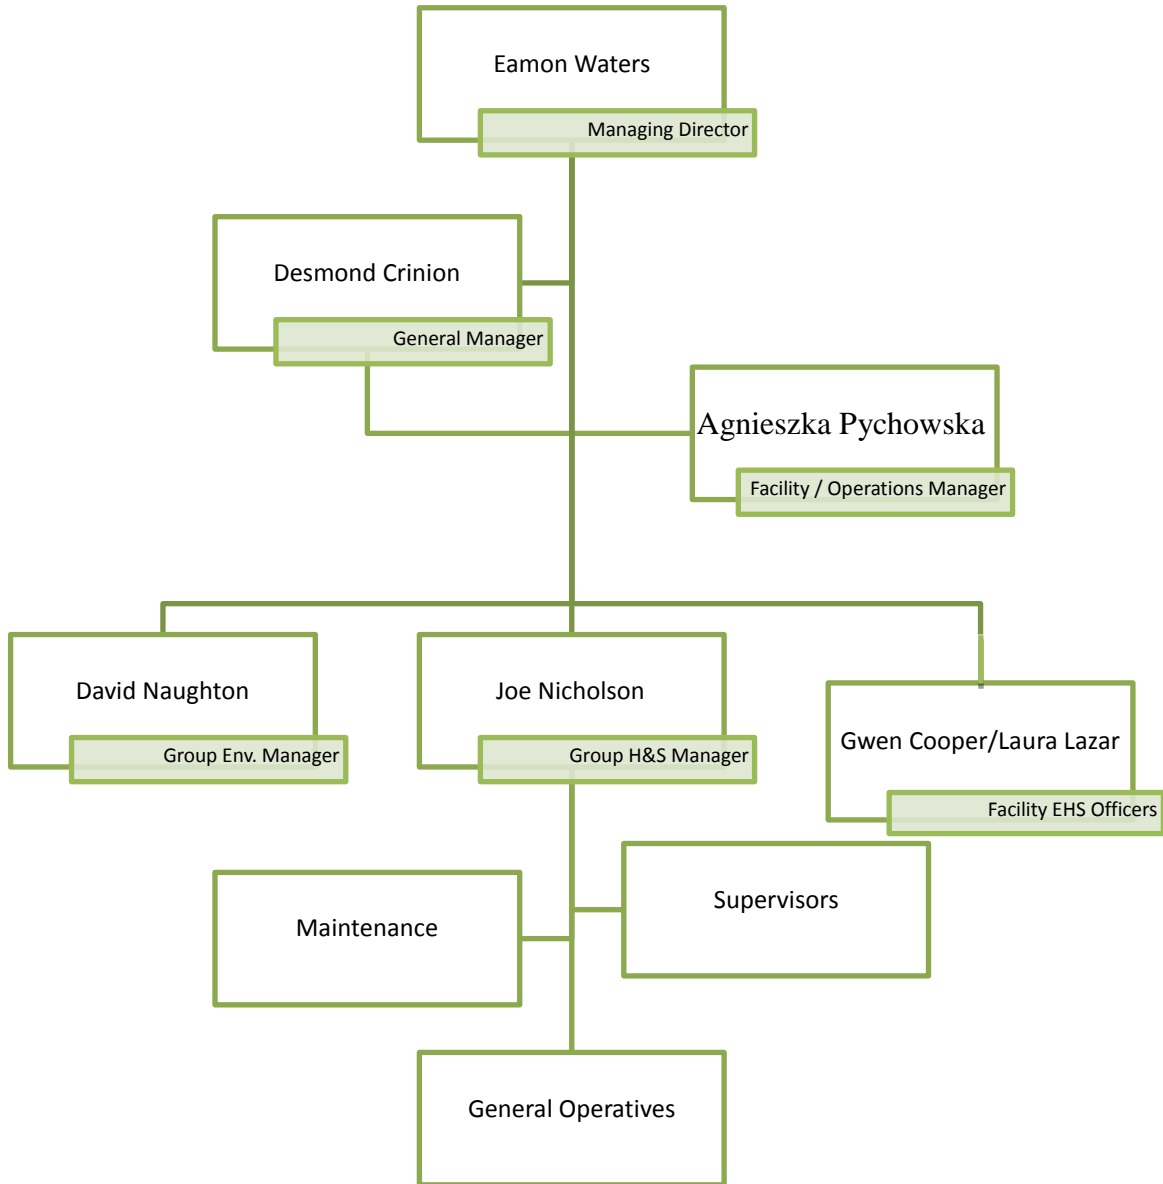 Eamon Waters
Managing Director
Desmond Crinion
General Manager
Agnieszka Pychowska
Facility / Operations Manager
David Naughton
Group Env. Manager
Joe Nicholson
Group H&S Manager
Gwen Cooper/Laura Lazar
Facility EHS Officers
Maintenance
Supervisors
General Operatives